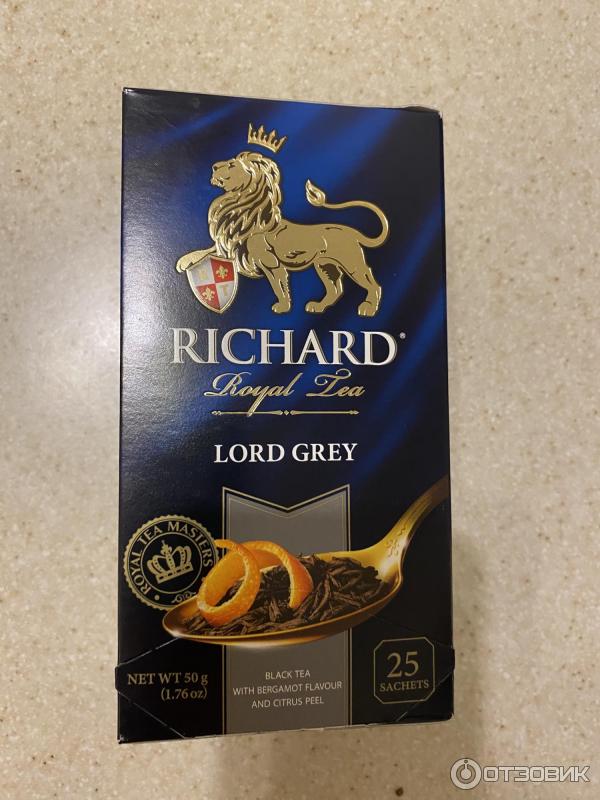 RICHARD®
Royal Tea
LORD GREY
ROYAL TEA MASTERS
NET WT 50 g
(1.76 oz)
BLACK TEA
WITH BERGAMOT FLAVOUR
AND CITRUS PEEL
25
SACHETS
ОТЗОВИК